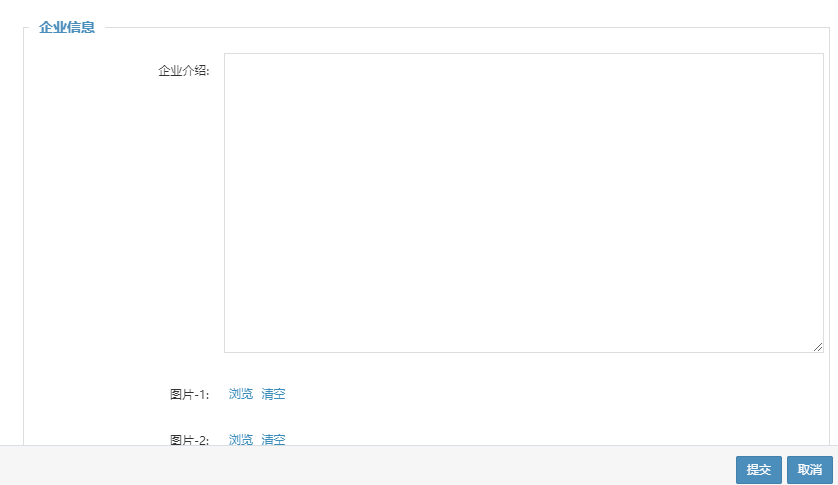 企业信息
企业介绍:
图片-1: 浏览 清空
图片-2: 浏览 清空
提交 取消